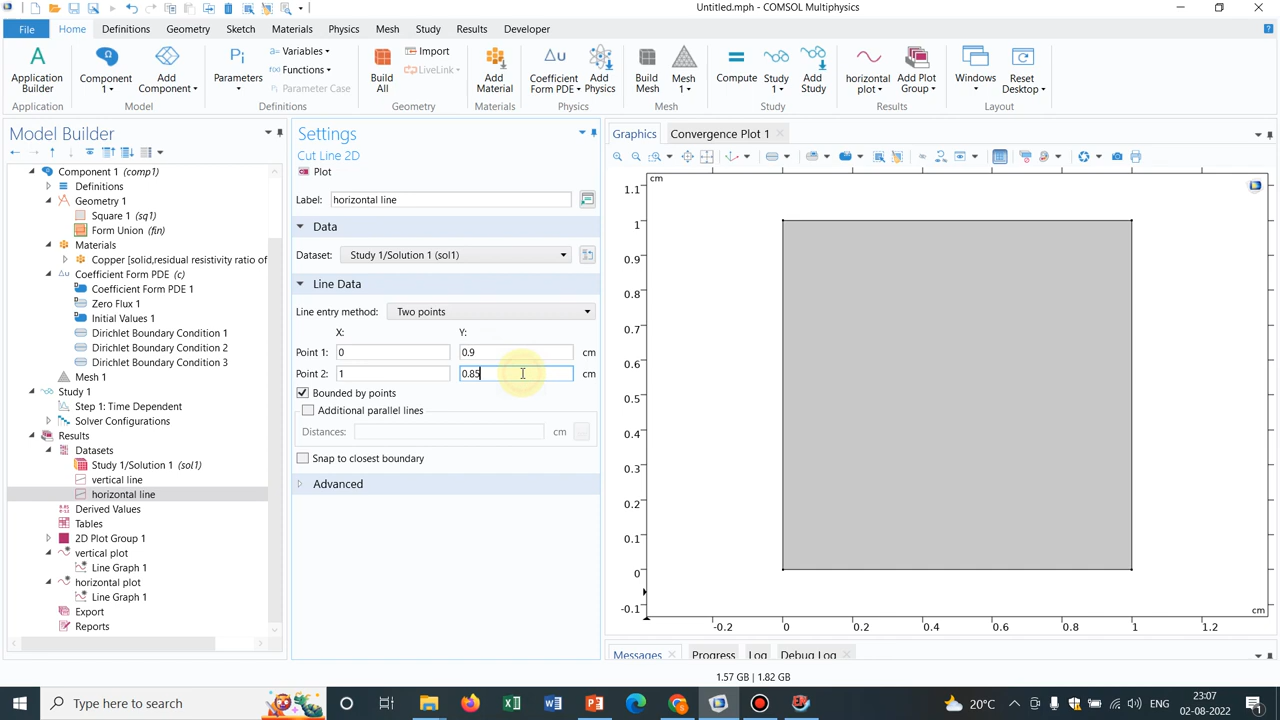 Untitled.mph - COMSOL Multiphysics
File
Home
Definitions
Geometry
Sketch
Materials
Physics
Mesh
Study
Results
Developer
Application Builder
Component 1
Add Component
Parameters
Variables
Functions
Parameter Case
Build All
Import
LiveLink
Add Material
Coefficient Form PDE
Add Physics
Build Mesh
Mesh 1
Compute
Study 1
Add Study
horizontal plot
Add Plot Group
Windows
Reset Desktop
Application
Model
Definitions
Geometry
Materials
Physics
Mesh
Study
Results
Layout
Model Builder
Component 1 (comp1)
Definitions
Geometry 1
Square 1 (sq1)
Form Union (fin)
Materials
Copper [solid,residual resistivity ratio of
Coefficient Form PDE (c)
Coefficient Form PDE 1
Zero Flux 1
Initial Values 1
Dirichlet Boundary Condition 1
Dirichlet Boundary Condition 2
Dirichlet Boundary Condition 3
Mesh 1
Study 1
Step 1: Time Dependent
Solver Configurations
Results
Datasets
Study 1/Solution 1 (sol1)
vertical line
horizontal line
Derived Values
Tables
2D Plot Group 1
vertical plot
Line Graph 1
horizontal plot
Line Graph 1
Export
Reports
Settings
Cut Line 2D
Plot
Label: horizontal line
Data
Dataset: Study 1/Solution 1 (sol1)
Line Data
Line entry method: Two points
X: Y:
Point 1: 0 0.9 cm
Point 2: 1 0.85 cm
Bounded by points
Additional parallel lines
Distances: cm
Snap to closest boundary
Advanced
Graphics
Convergence Plot 1
cm
1.1
1
0.9
0.8
0.7
0.6
0.5
0.4
0.3
0.2
0.1
0
-0.1
cm
-0.2 0 0.2 0.4 0.6 0.8 1 1.2
Messages
Progress
Log
Debug Log
1.57 GB | 1.82 GB
Type here to search
20°C
ENG
23:07
02-08-2022
1